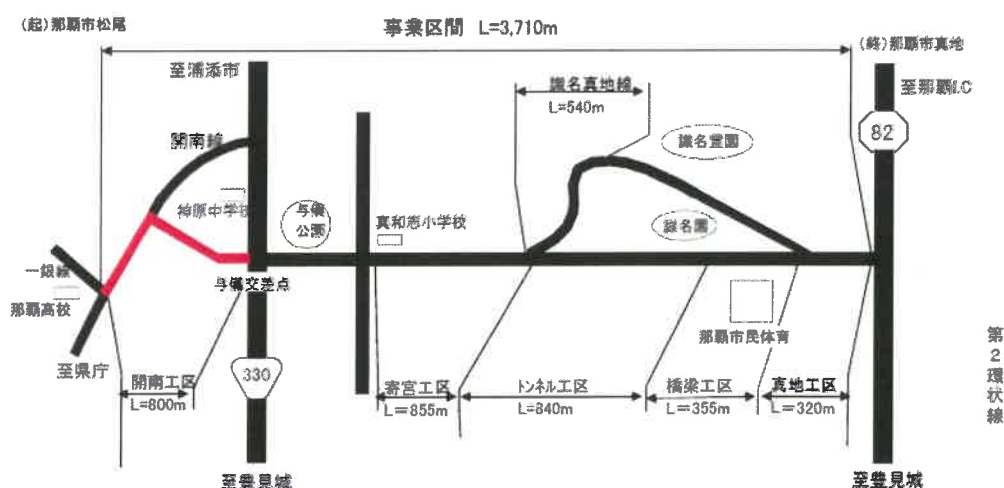 (起)那覇市松尾
事業区間 L=3,710m
(終)那覇市真地
至浦添市
識名真地線
L=540m
至那覇I.C
82
開南線
識名霊園
神原中学校
与儀
公園
真和志小学校
識名園
一銀線
那覇高校
与儀交差点
那覇市民体育
至県庁
開南工区
L=800m
330
寄宮工区
L=855m
トンネル工区
L=840m
橋梁工区
L=355m
真地工区
L=320m
第2環状線
至豊見城
至豊見城